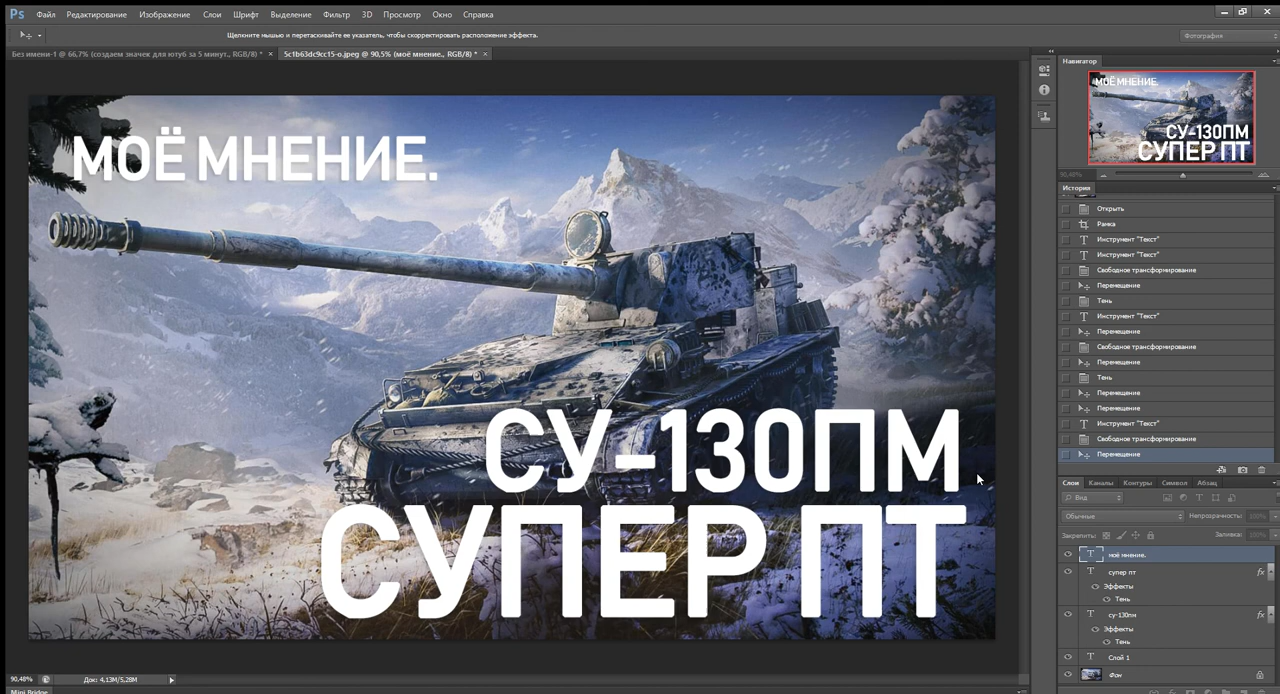 Ps Файл Редактирование Изображение Слои Шрифт Выделение Фильтр 3D Просмотр Окно Справка
Щелкните мышью и перетаскивайте ее указатель, чтобы скорректировать расположение эффекта.
Фотография
Без имени-1 @ 66,7% (создаем значек для ютуб за 5 минут., RGB/8) * ×
5c1b63dc9cc15-o.jpeg @ 90,5% (моё мнение., RGB/8) * ×
МОЁ МНЕНИЕ.
СУ-130ПМ
СУПЕР ПТ
Навигатор
МОЁ МНЕНИЕ.
СУ-130ПМ
СУПЕР ПТ
90.48%
История
Открыть
Рамка
Инструмент "Текст"
Инструмент "Текст"
Свободное трансформирование
Перемещение
Тень
Инструмент "Текст"
Перемещение
Свободное трансформирование
Перемещение
Тень
Перемещение
Перемещение
Инструмент "Текст"
Свободное трансформирование
Перемещение
Слои Каналы Контуры Символ Абзац
Вид
Обычные Непрозрачность: 100%
Закрепить: Заливка: 100%
T моё мнение.
T супер пт fx
Эффекты
Тень
T су-130пм fx
Эффекты
Тень
T Слой 1
Фон
90.48% Док: 4,13M/5,28M
Mini Bridge